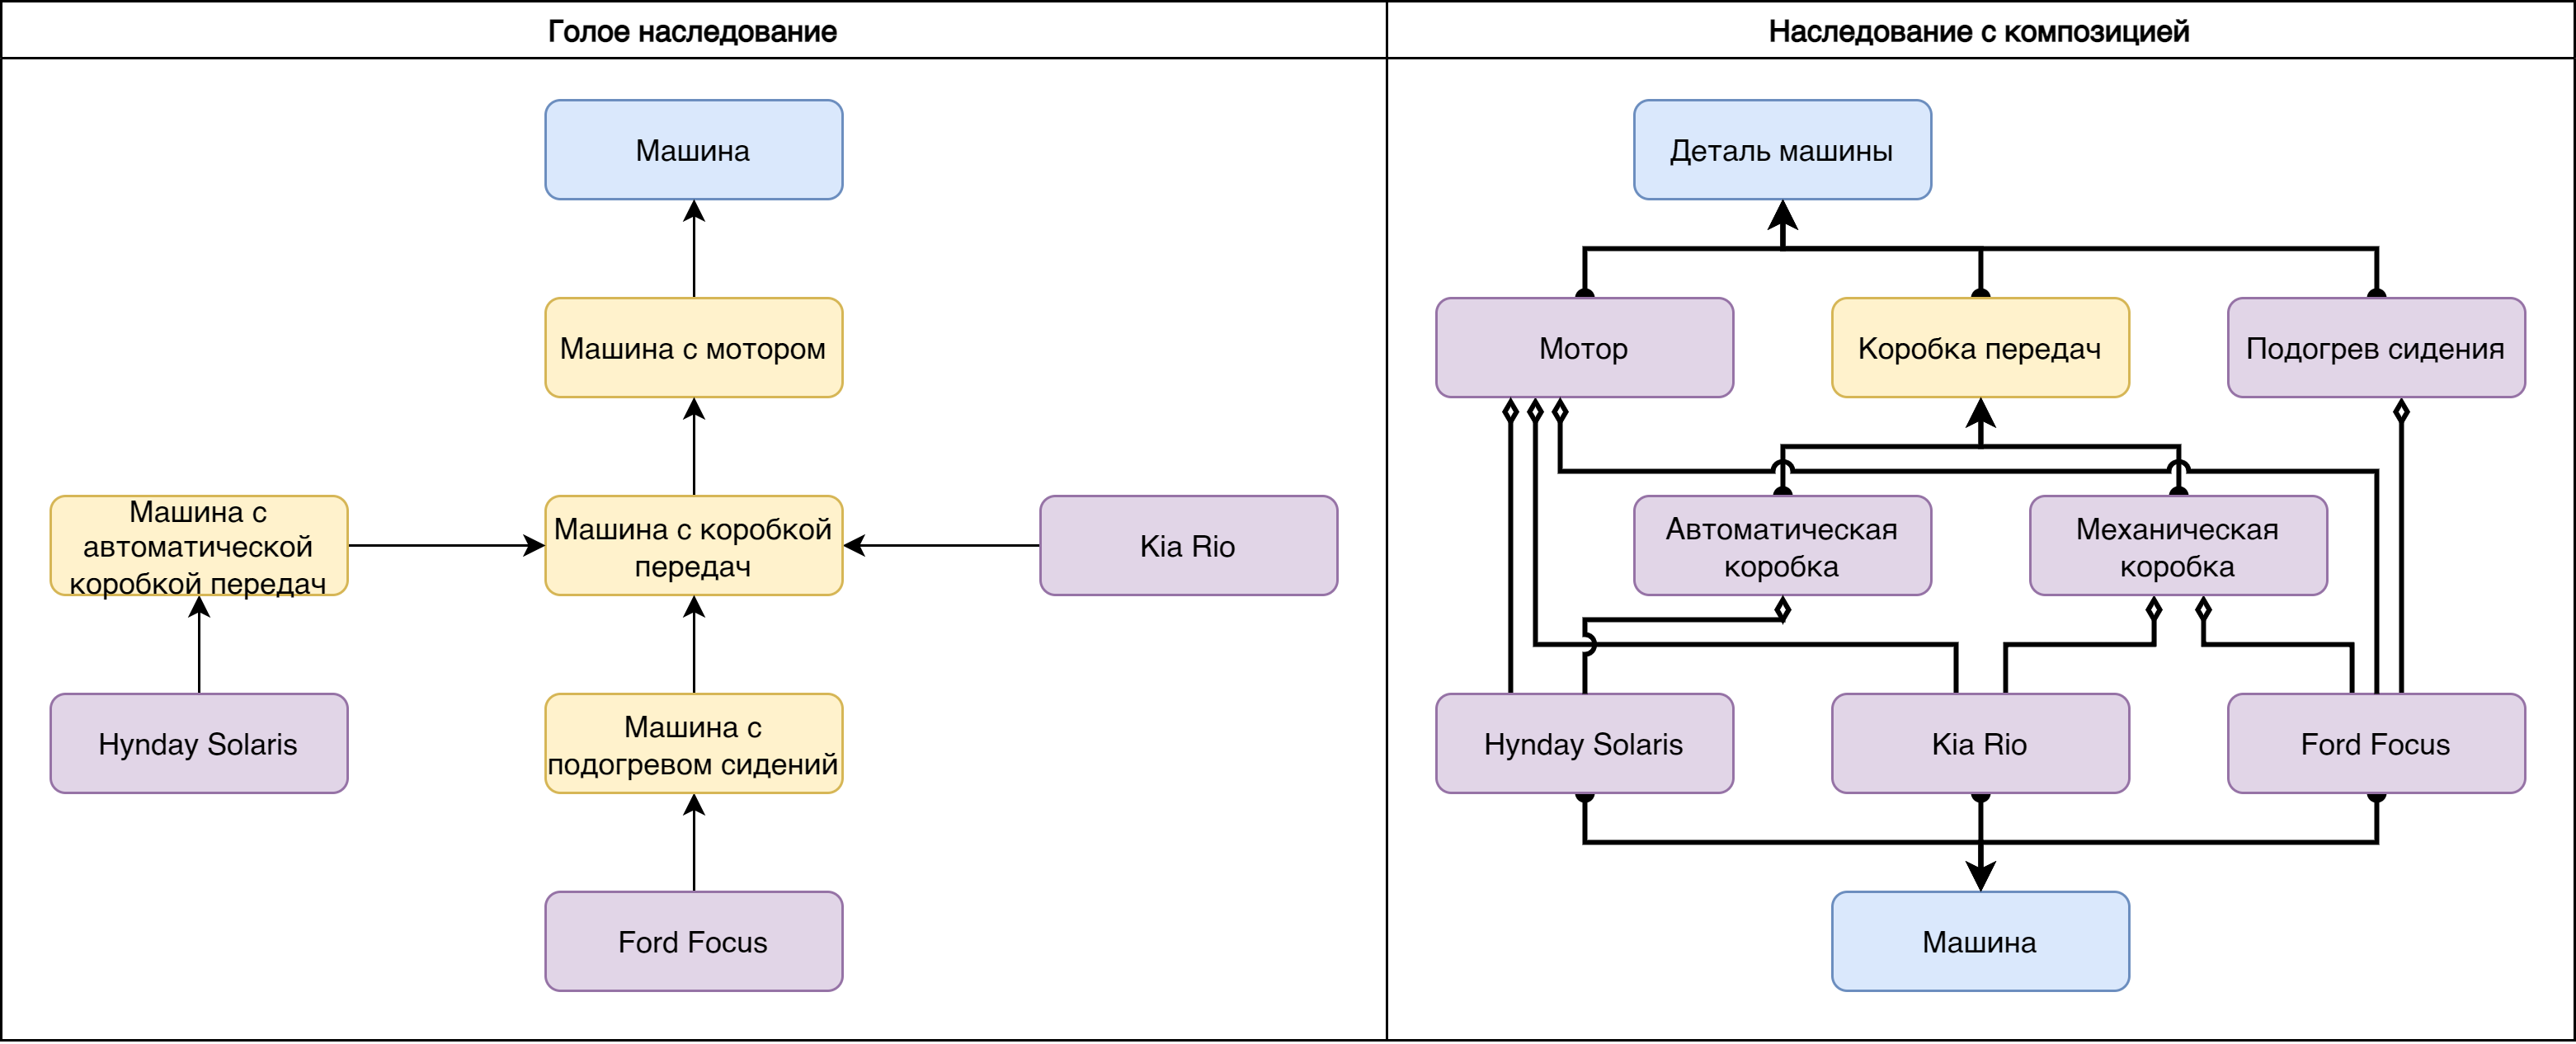 Голое наследование
Наследование с композицией
Машина
Машина с мотором
Машина с
автоматической
коробкой передач
Машина с коробкой
передач
Kia Rio
Hynday Solaris
Машина с
подогревом сидений
Ford Focus
Деталь машины
Мотор
Коробка передач
Подогрев сидения
Автоматическая
коробка
Механическая
коробка
Hynday Solaris
Kia Rio
Ford Focus
Машина